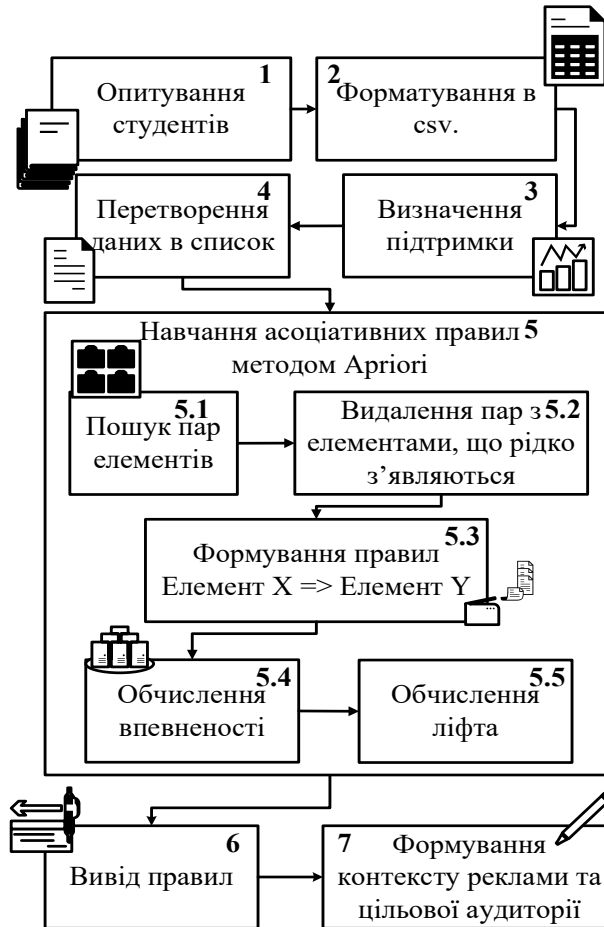 1
Опитування
студентів
2
Форматування в
csv.
3
Визначення
підтримки
4
Перетворення
даних в список
Навчання асоціативних правил 5
методом Apriori
5.1
Пошук пар
елементів
Видалення пар з 5.2
елементами, що рідко
з’являються
5.3
Формування правил
Елемент X => Елемент Y
5.4
Обчислення
впевненості
5.5
Обчислення
ліфта
6
Вивід правил
7 Формування
контексту реклами та
цільової аудиторії